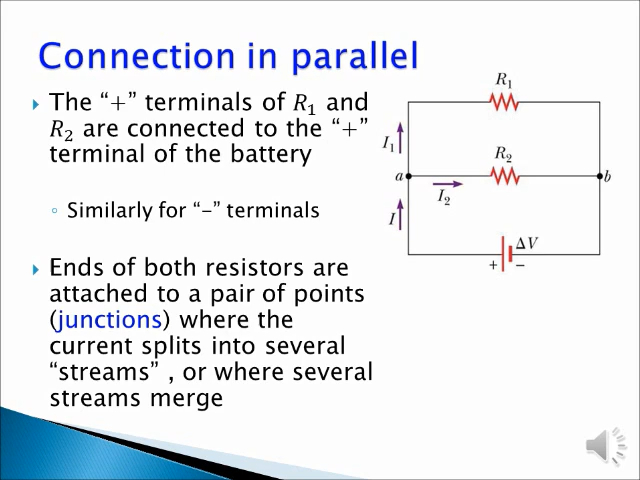 Connection in parallel
The “+” terminals of R₁ and
R₂ are connected to the “+”
terminal of the battery
Similarly for “-” terminals
Ends of both resistors are
attached to a pair of points
(junctions) where the
current splits into several
“streams” , or where several
streams merge
R₁
I₁
R₂
a
b
I₂
I
ΔV
+ −